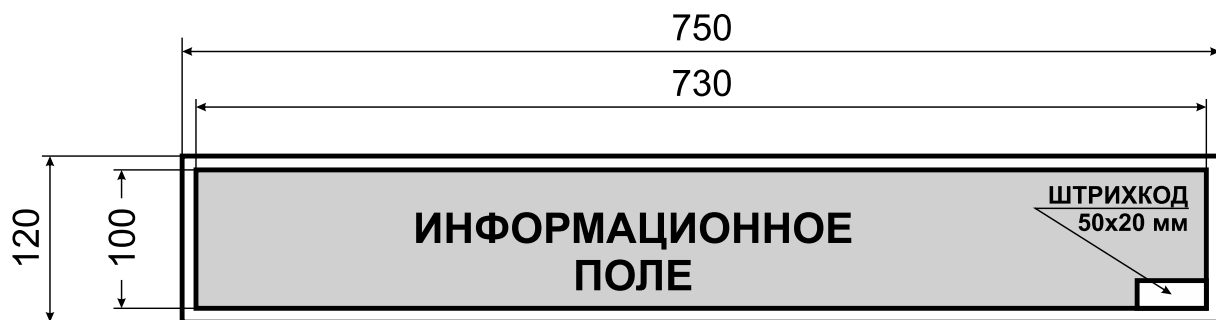 750
730
120
100
ИНФОРМАЦИОННОЕ
ПОЛЕ
ШТРИХКОД
50х20 мм